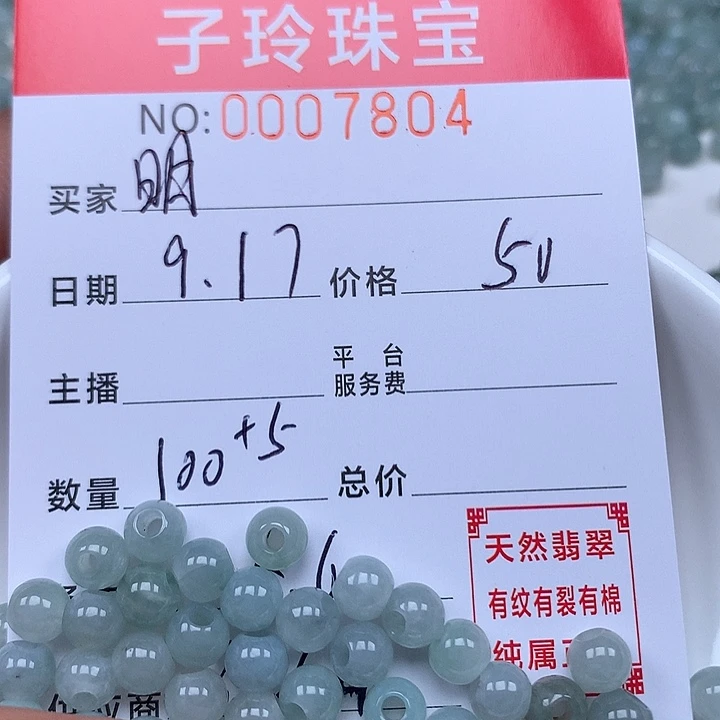 子玲珠宝
NO:0007804
买家 明
日期 9.17 价格 50
主播 平台服务费
数量 100+5 总价
天然翡翠
有纹有裂有棉
纯属
应商